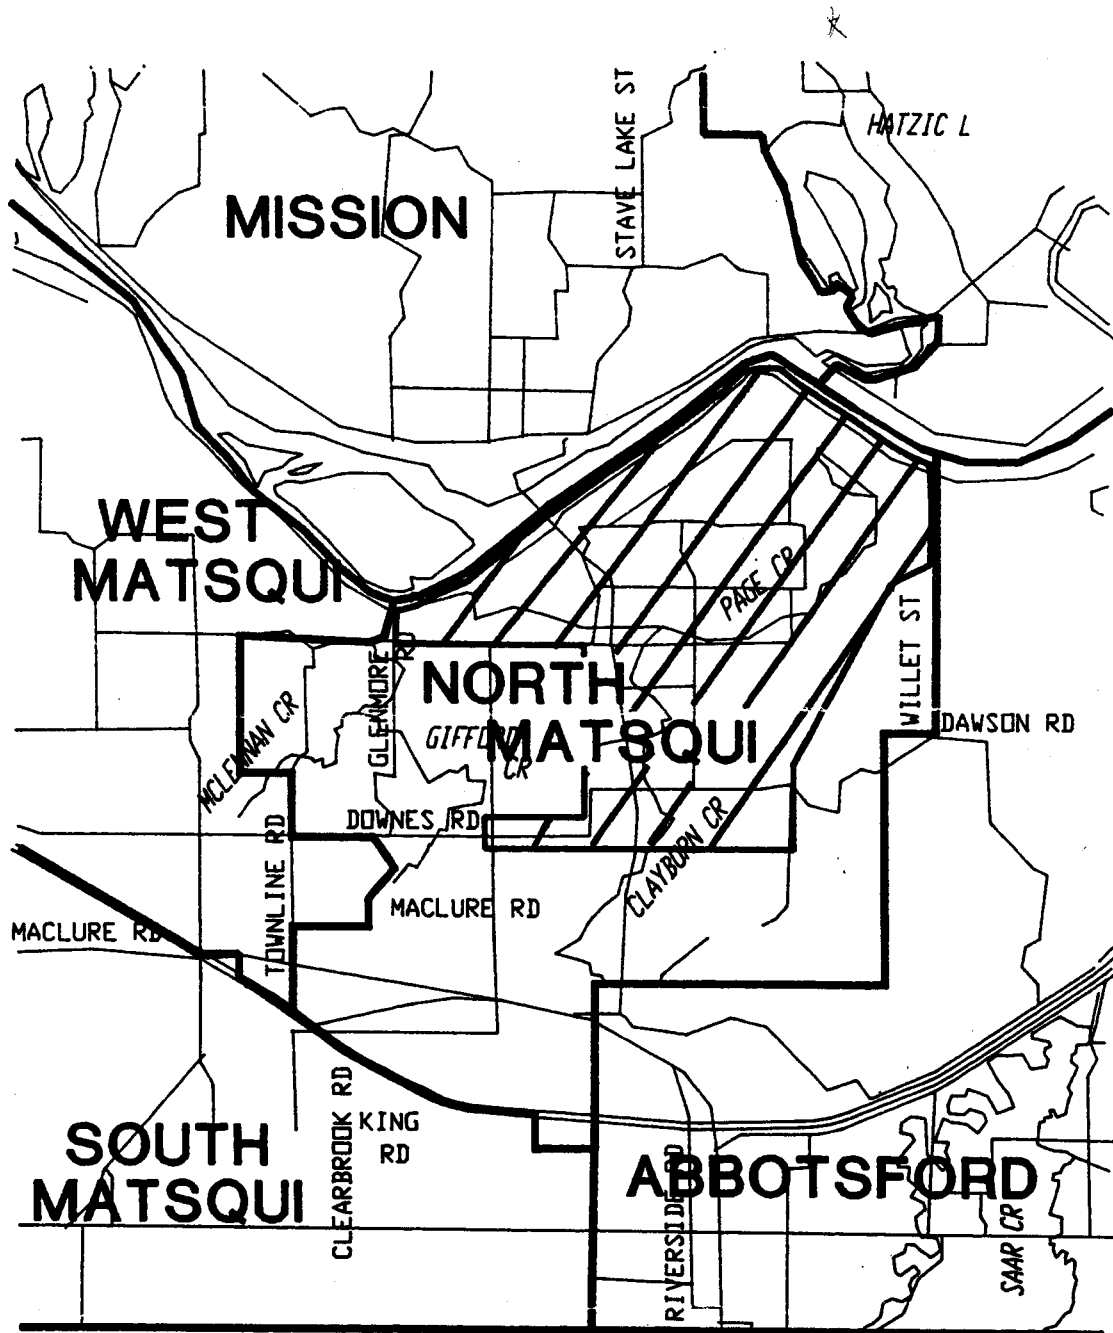 STAVE LAKE ST
HATZIC L
MISSION
WEST
MATSQUI
PAGE CR
WILLET ST
GLENMORE
RD
NORTH
MATSQUI
GIFFORD
CR
MCLENNAN CR
DAWSON RD
DOWNES RD
CLAYBURN CR
TOWNLINE RD
MACLURE RD
MACLURE RD
CLEARBROOK RD
KING
RD
SOUTH
MATSQUI
ABBOTSFORD
RIVERSIDE RD
SAAR CR